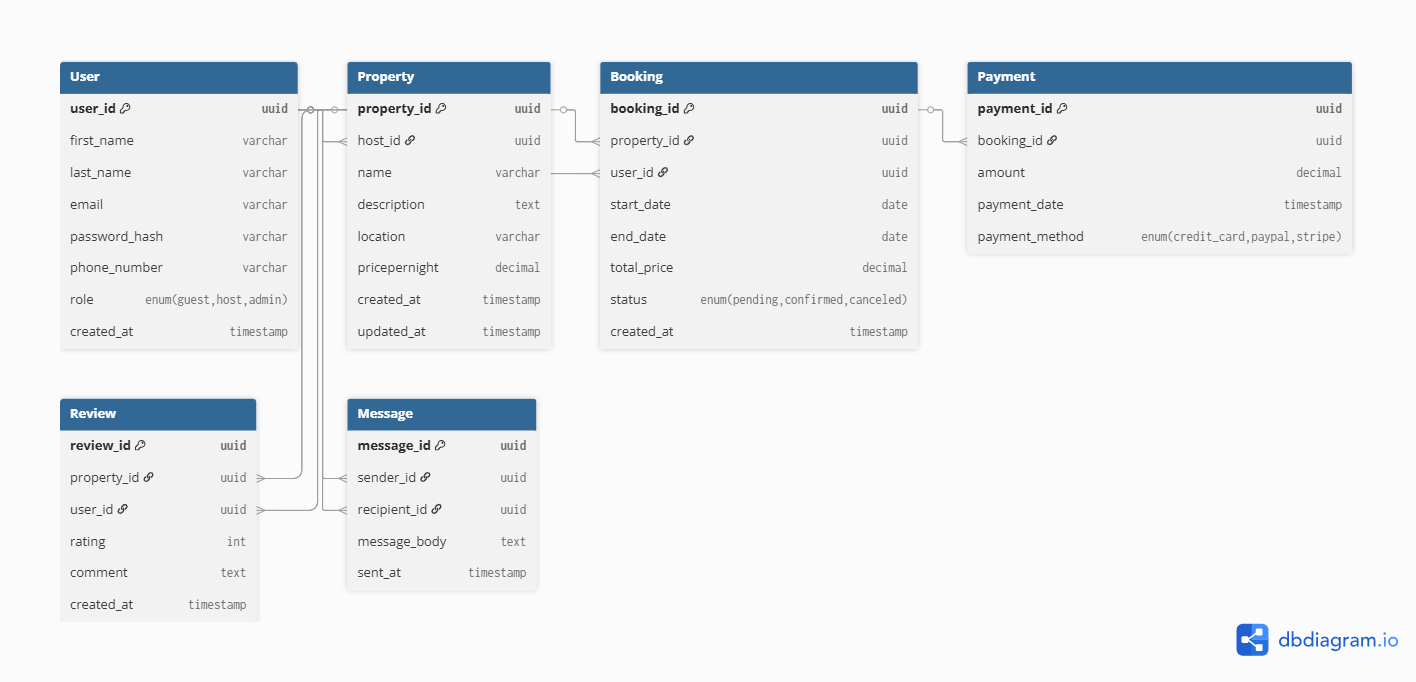 User
user_id uuid
first_name varchar
last_name varchar
email varchar
password_hash varchar
phone_number varchar
role enum(guest,host,admin)
created_at timestamp
Property
property_id uuid
host_id uuid
name varchar
description text
location varchar
pricepernight decimal
created_at timestamp
updated_at timestamp
Booking
booking_id uuid
property_id uuid
user_id uuid
start_date date
end_date date
total_price decimal
status enum(pending,confirmed,canceled)
created_at timestamp
Payment
payment_id uuid
booking_id uuid
amount decimal
payment_date timestamp
payment_method enum(credit_card,paypal,stripe)
Review
review_id uuid
property_id uuid
user_id uuid
rating int
comment text
created_at timestamp
Message
message_id uuid
sender_id uuid
recipient_id uuid
message_body text
sent_at timestamp
dbdiagram.io